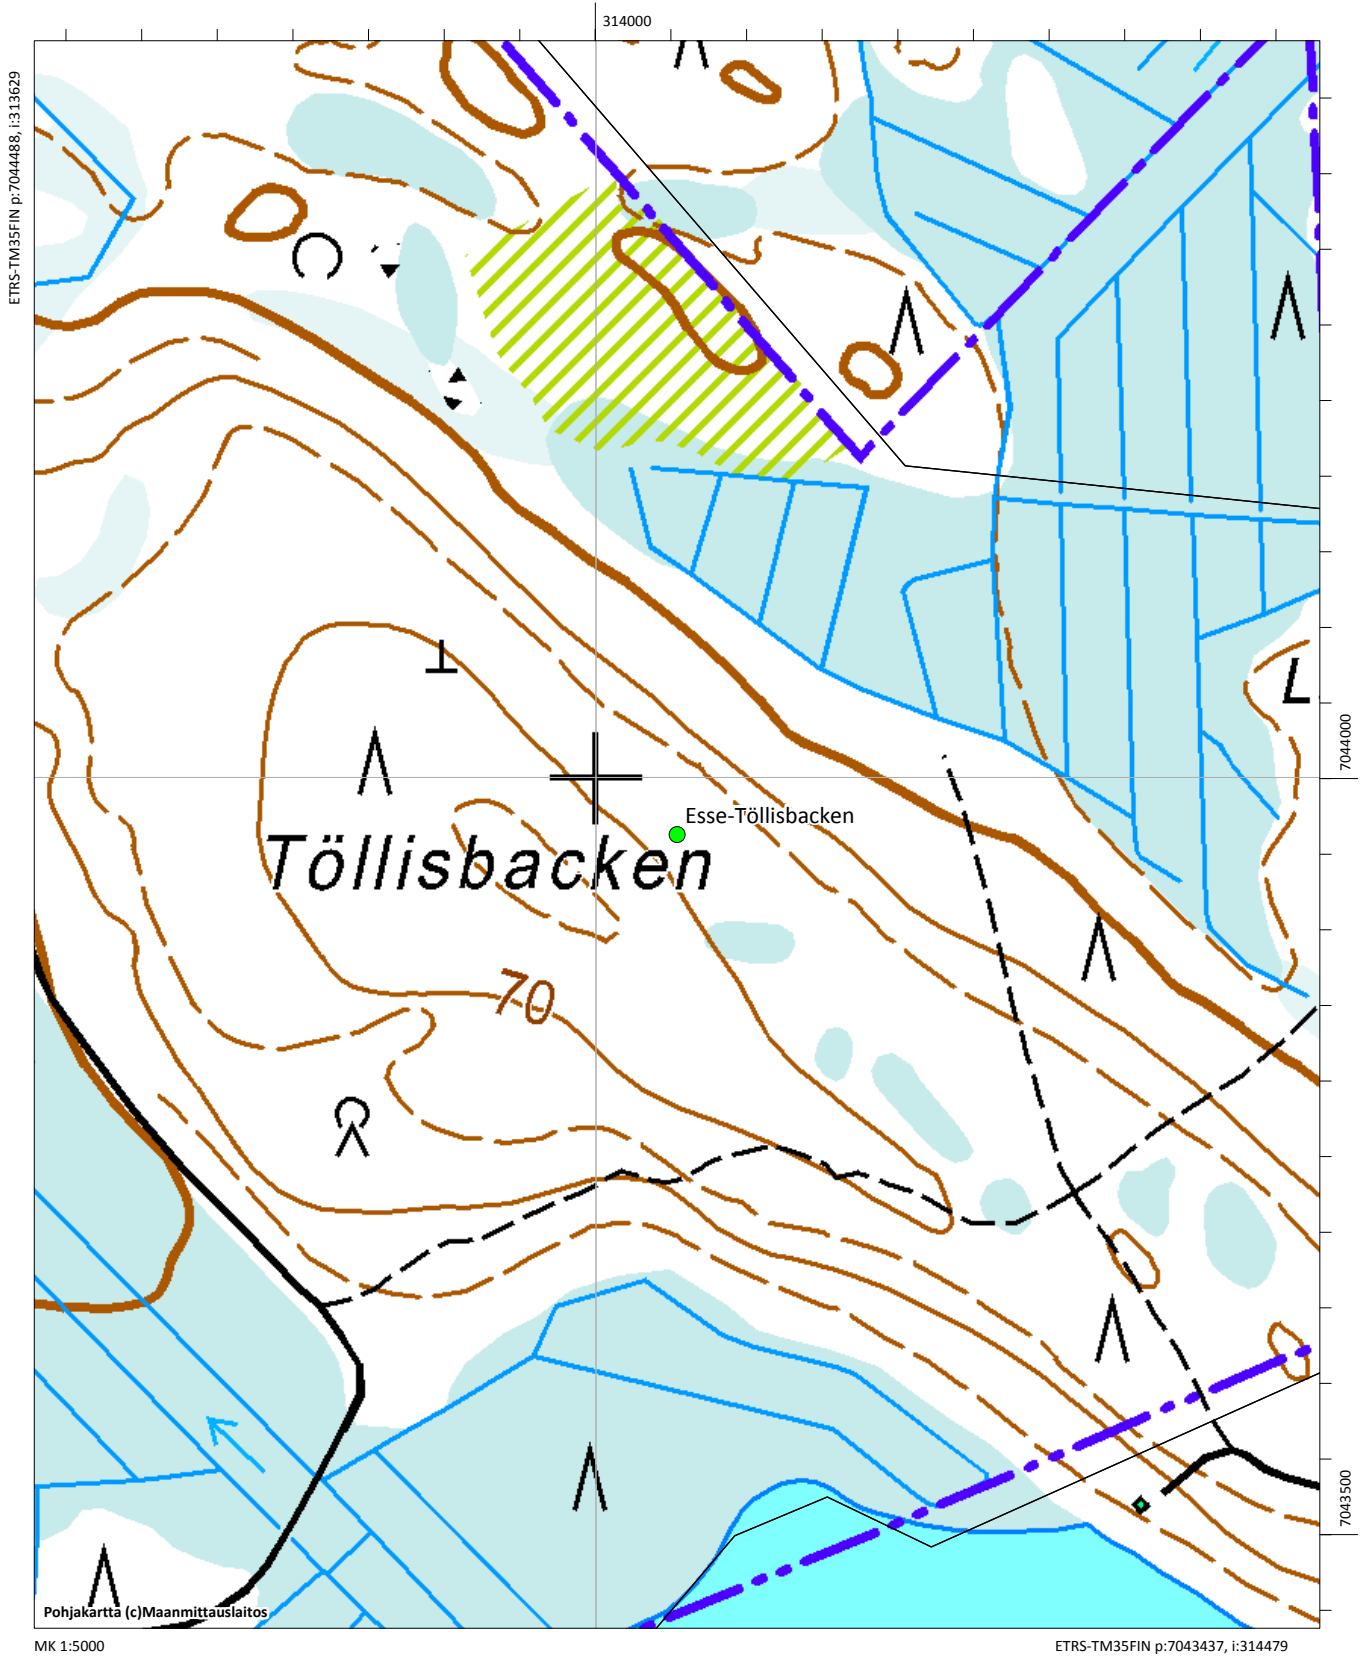 314000
ETRS-TM35FIN p:7044488, i:313629
7044000
Esse-Töllisbacken
Töllisbacken
70
7043500
Pohjakartta (c)Maanmittauslaitos
MK 1:5000
ETRS-TM35FIN p:7043437, i:314479